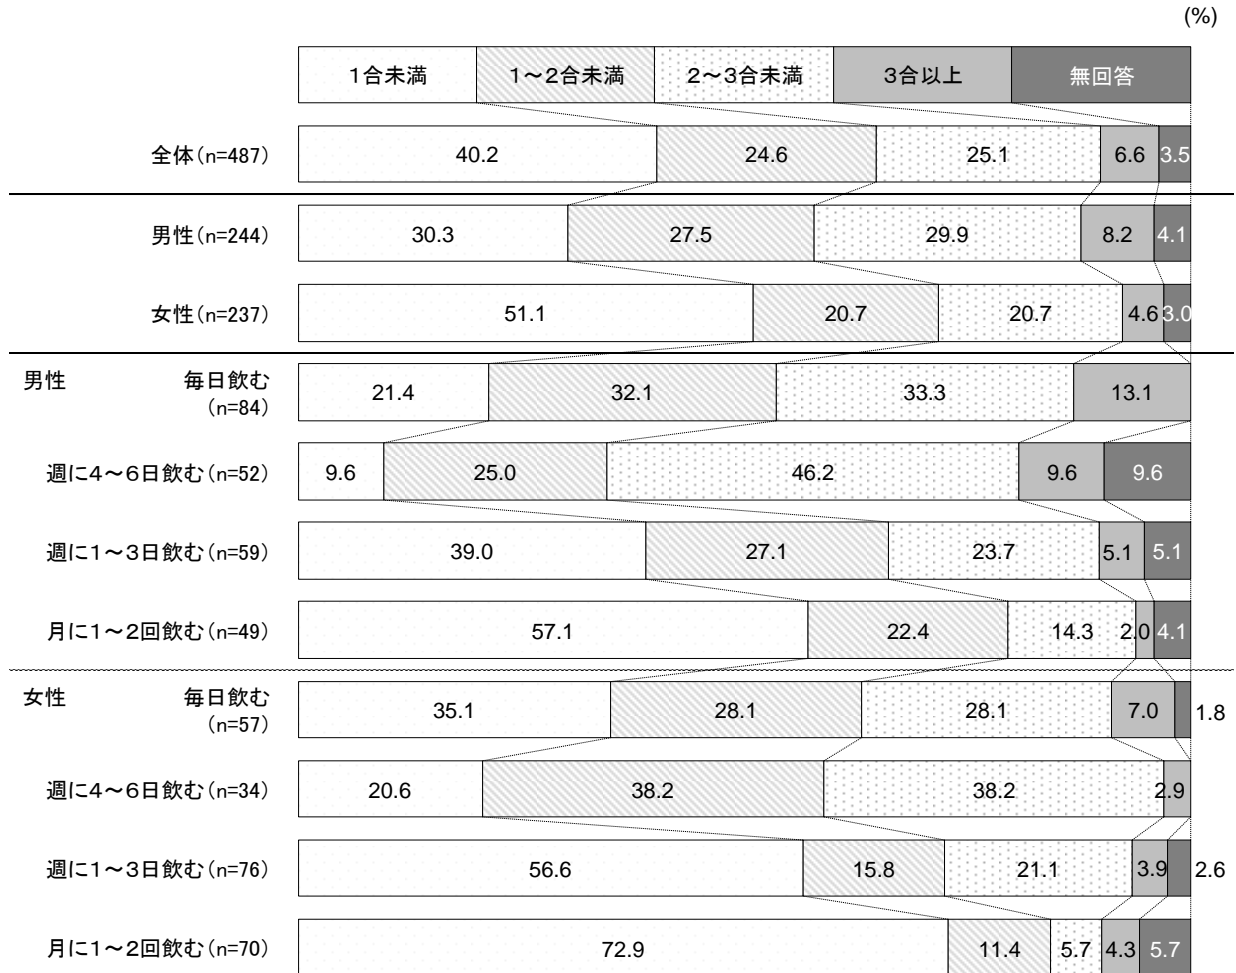 (%)
1合未満 1～2合未満 2～3合未満 3合以上 無回答
全体(n=487) 40.2 24.6 25.1 6.6 3.5
男性(n=244) 30.3 27.5 29.9 8.2 4.1
女性(n=237) 51.1 20.7 20.7 4.6 3.0
男性 毎日飲む
(n=84) 21.4 32.1 33.3 13.1
週に4～6日飲む(n=52) 9.6 25.0 46.2 9.6 9.6
週に1～3日飲む(n=59) 39.0 27.1 23.7 5.1 5.1
月に1～2回飲む(n=49) 57.1 22.4 14.3 2.0 4.1
女性 毎日飲む
(n=57) 35.1 28.1 28.1 7.0 1.8
週に4～6日飲む(n=34) 20.6 38.2 38.2 2.9
週に1～3日飲む(n=76) 56.6 15.8 21.1 3.9 2.6
月に1～2回飲む(n=70) 72.9 11.4 5.7 4.3 5.7